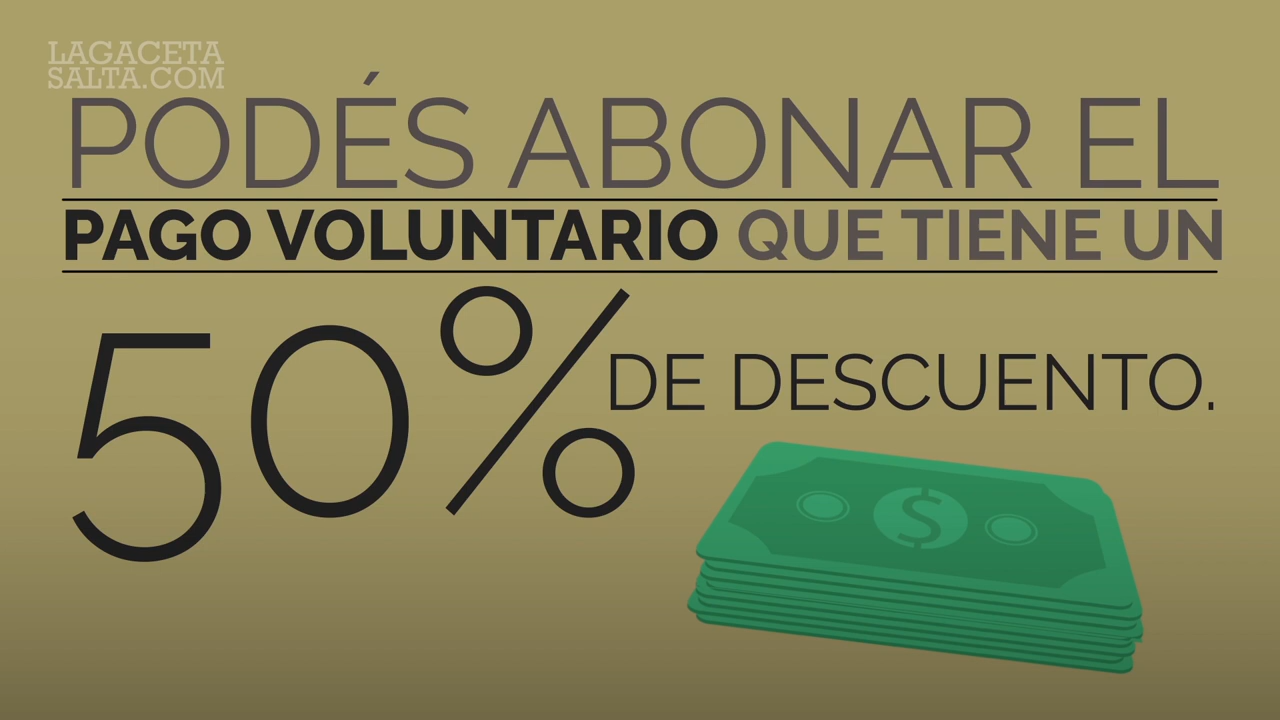 LAGACETA
SALTA.COM
PODÉS ABONAR EL
PAGO VOLUNTARIO QUE TIENE UN
50% DE DESCUENTO.
$